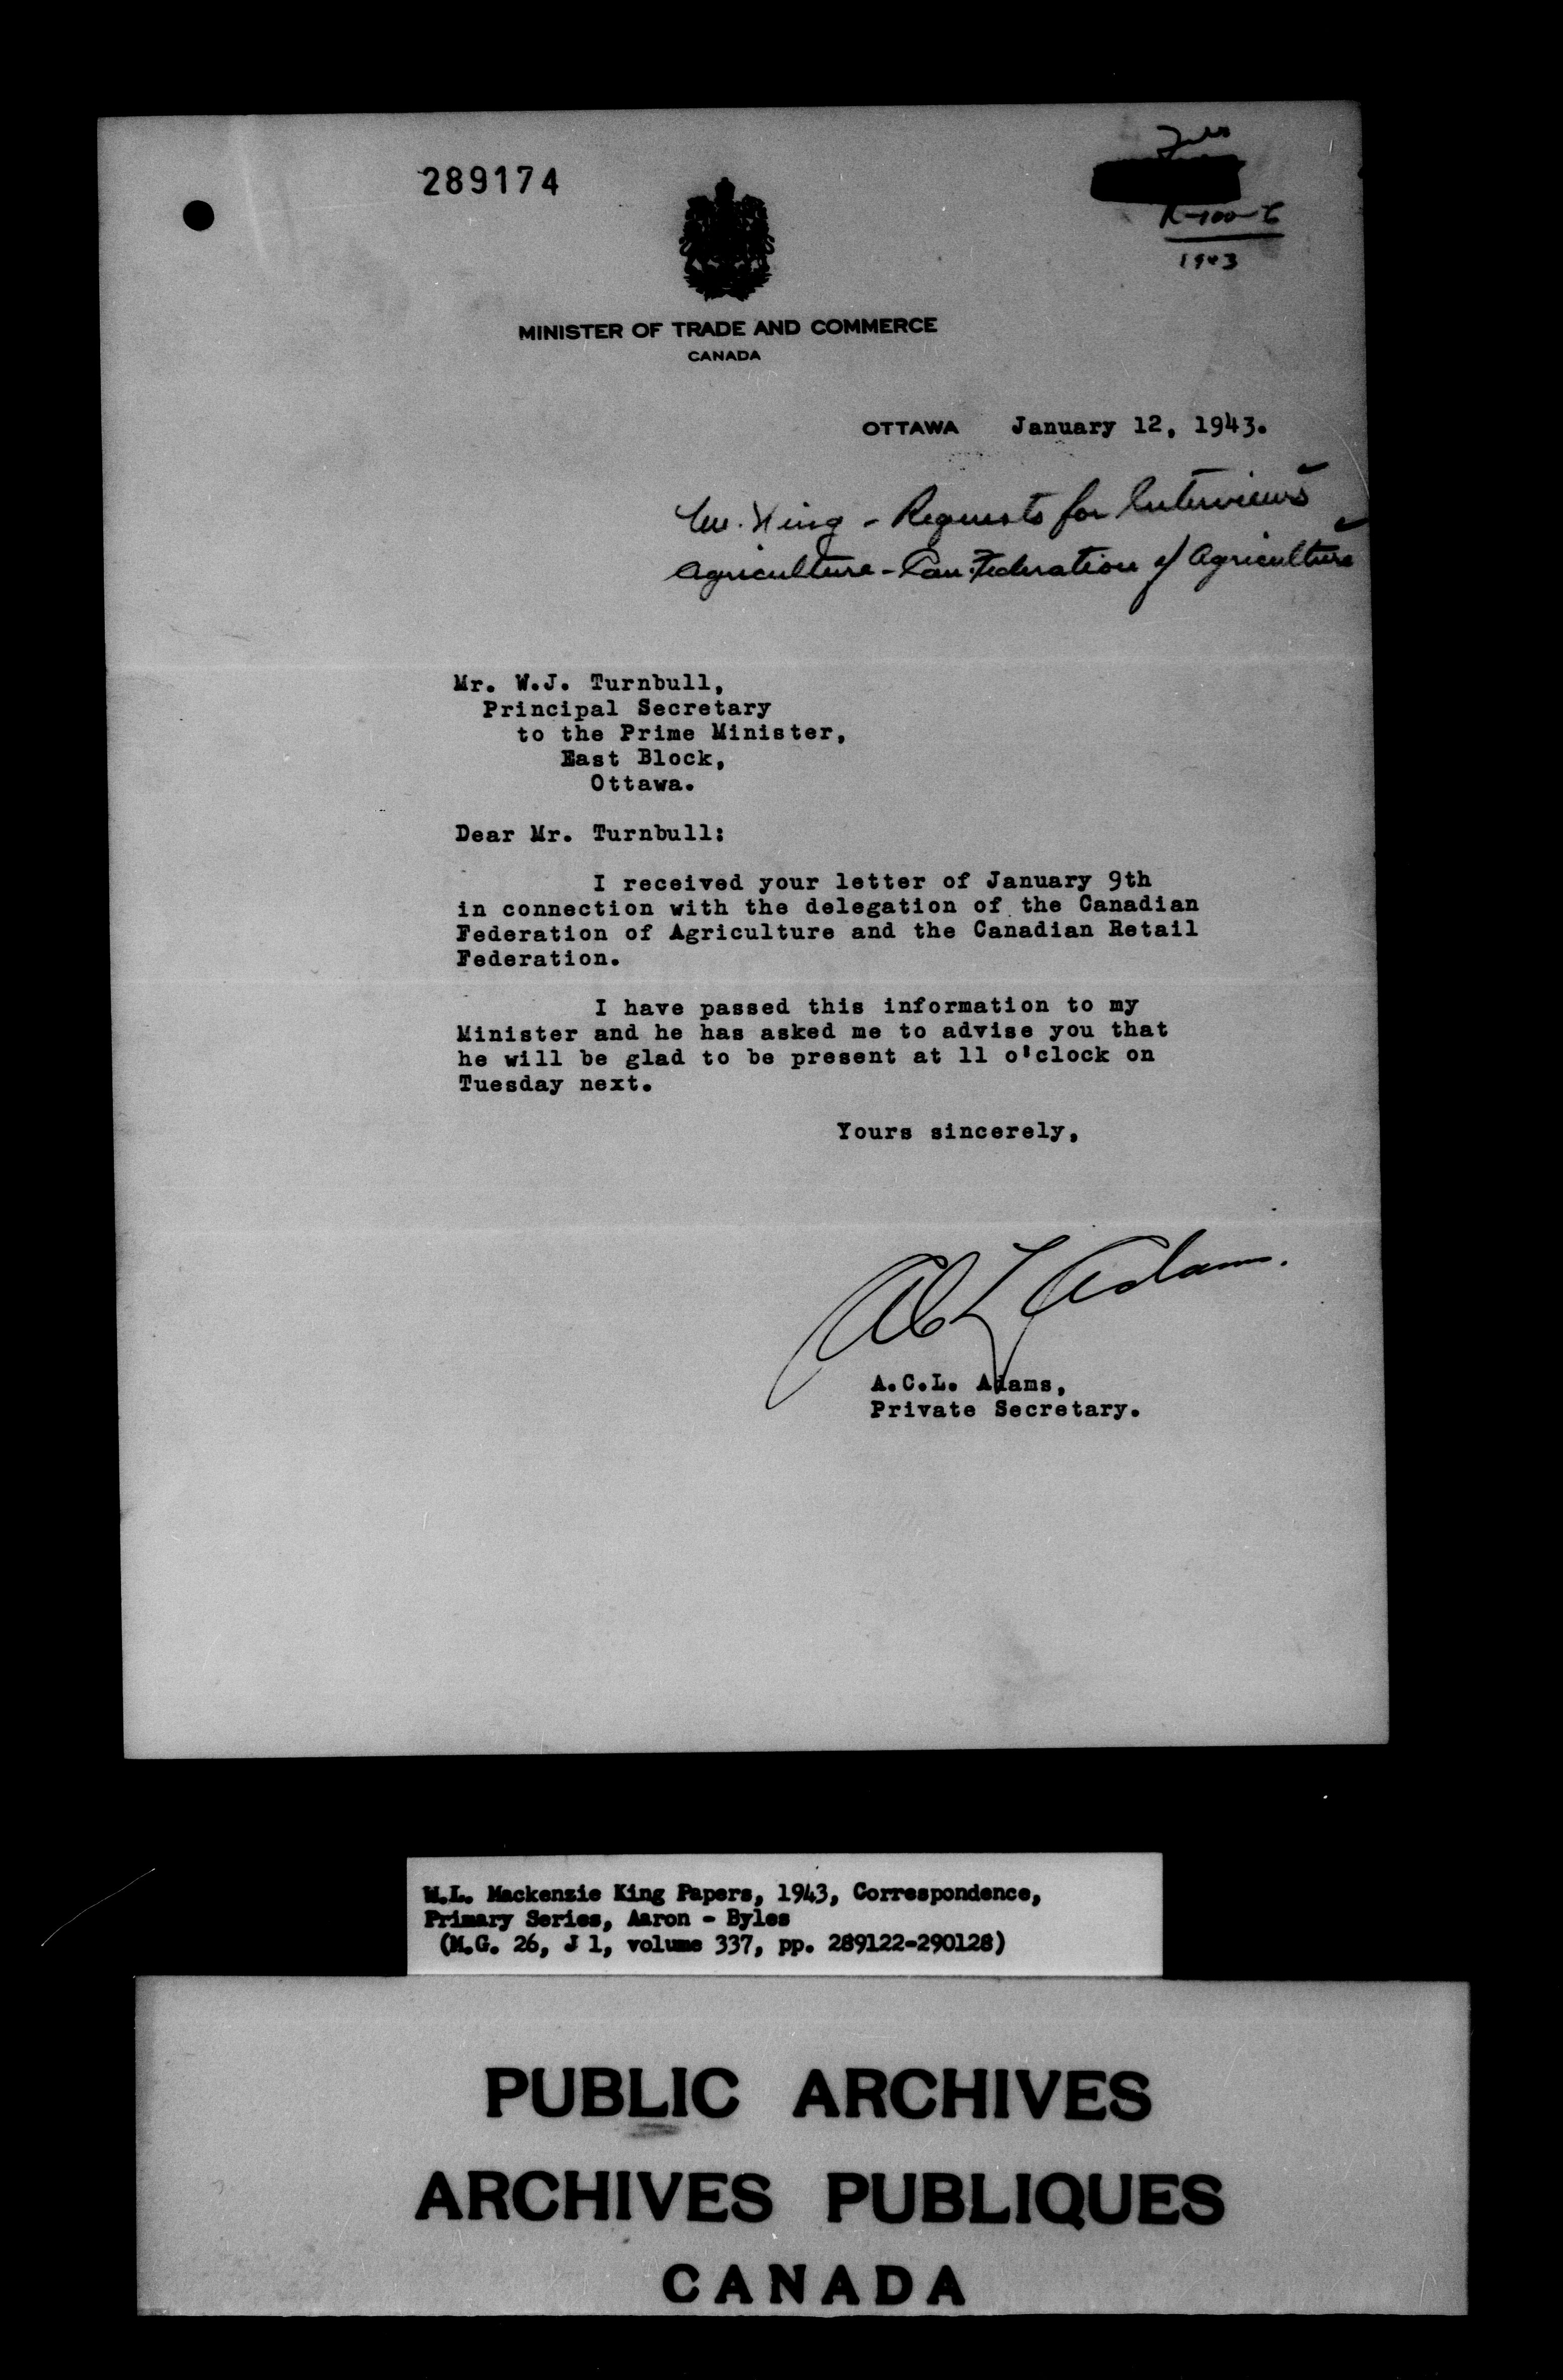 289174
Files
K-100-C
1943
MINISTER OF TRADE AND COMMERCE
CANADA
OTTAWA January 12, 1943.
King - Requests for Interviews
Agriculture - Can. Federation of Agriculture
Mr. W.J. Turnbull,
Principal Secretary
to the Prime Minister,
East Block,
Ottawa.
Dear Mr. Turnbull:
I received your letter of January 9th
in connection with the delegation of the Canadian
Federation of Agriculture and the Canadian Retail
Federation.
I have passed this information to my
Minister and he has asked me to advise you that
he will be glad to be present at 11 o'clock on
Tuesday next.
Yours sincerely,
ACL Adams.
A.C.L. Adams,
Private Secretary.
W.L. Mackenzie King Papers, 1943, Correspondence,
Primary Series, Aaron - Byles
(M.G. 26, J 1, volume 337, pp. 289122-290128)
PUBLIC ARCHIVES
ARCHIVES PUBLIQUES
CANADA